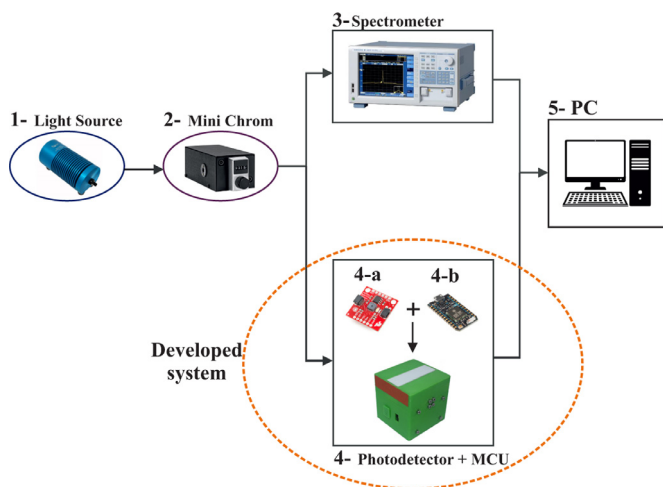 3-Spectrometer
1- Light Source
2- Mini Chrom
5- PC
4-a
4-b
+
Developed
system
4- Photodetector + MCU